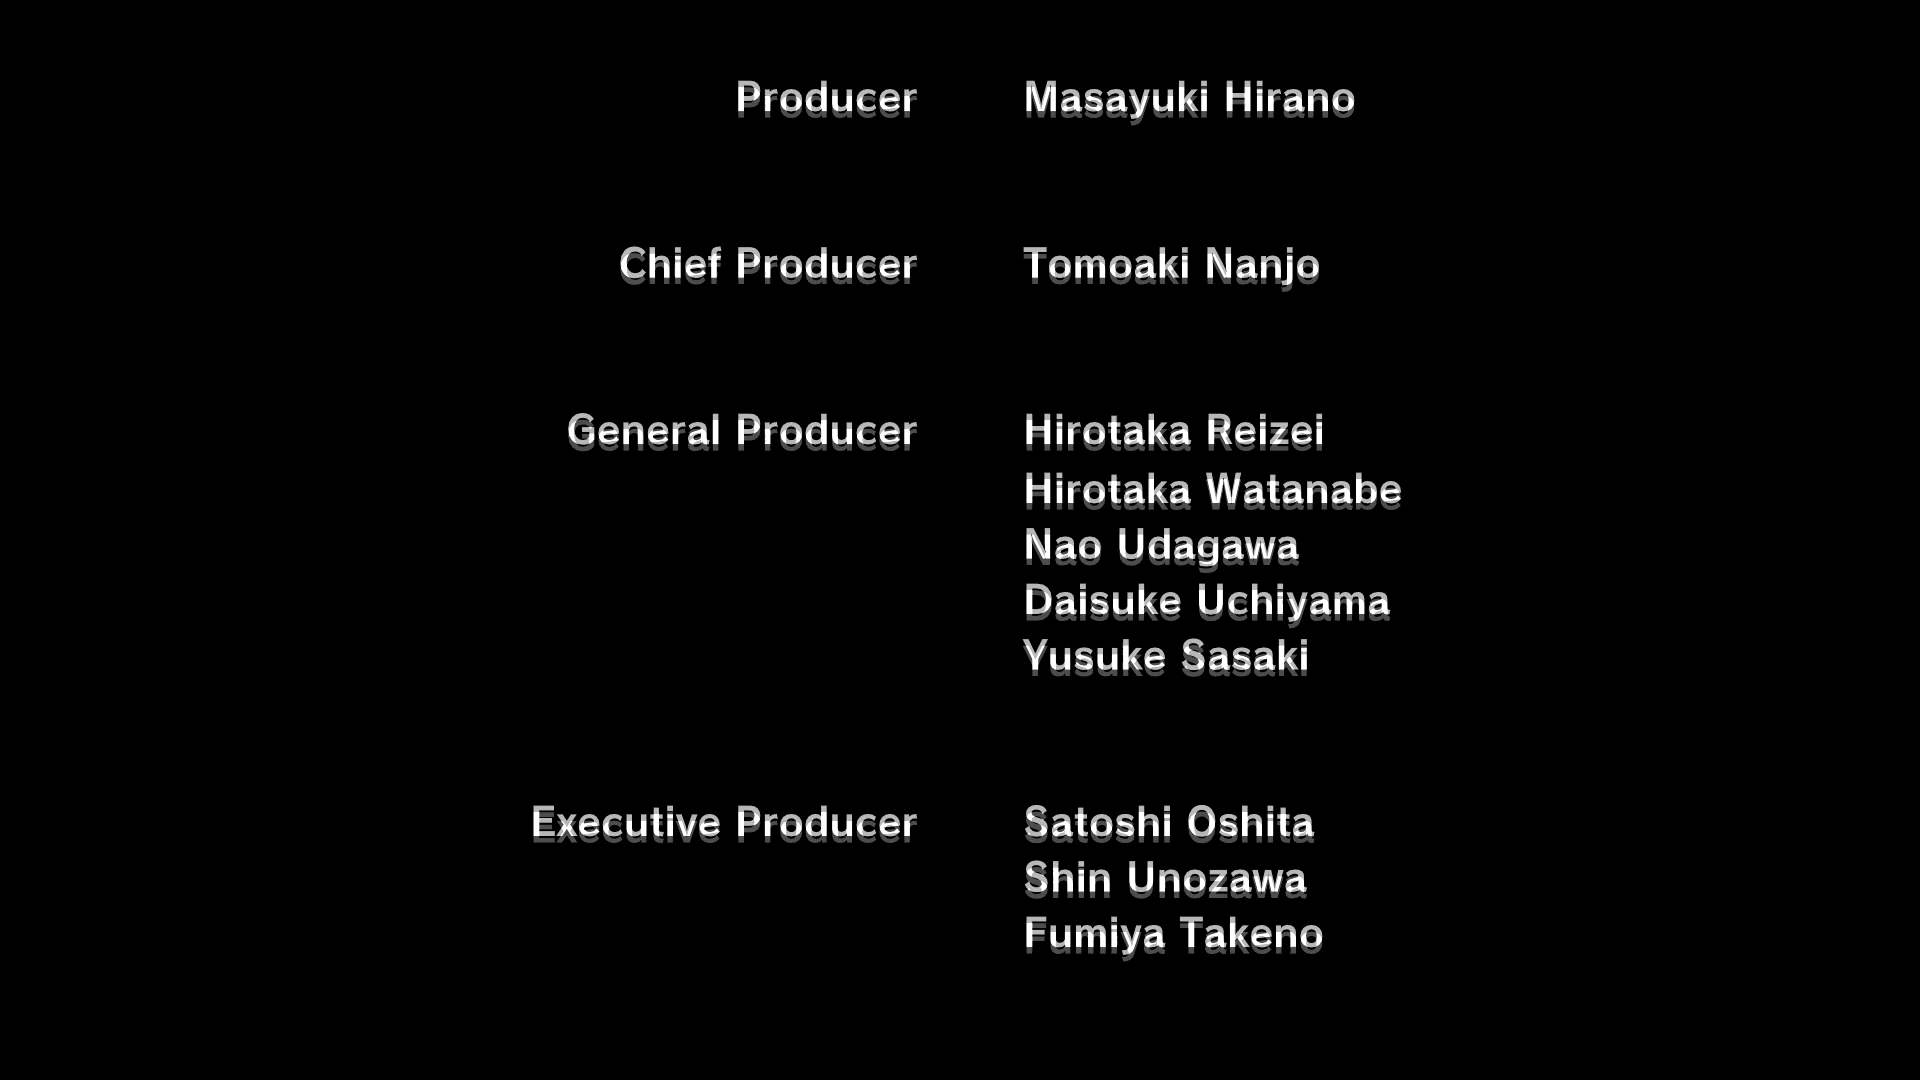 Producer Masayuki Hirano
Chief Producer Tomoaki Nanjo
General Producer Hirotaka Reizei
Hirotaka Watanabe
Nao Udagawa
Daisuke Uchiyama
Yusuke Sasaki
Executive Producer Satoshi Oshita
Shin Unozawa
Fumiya Takeno